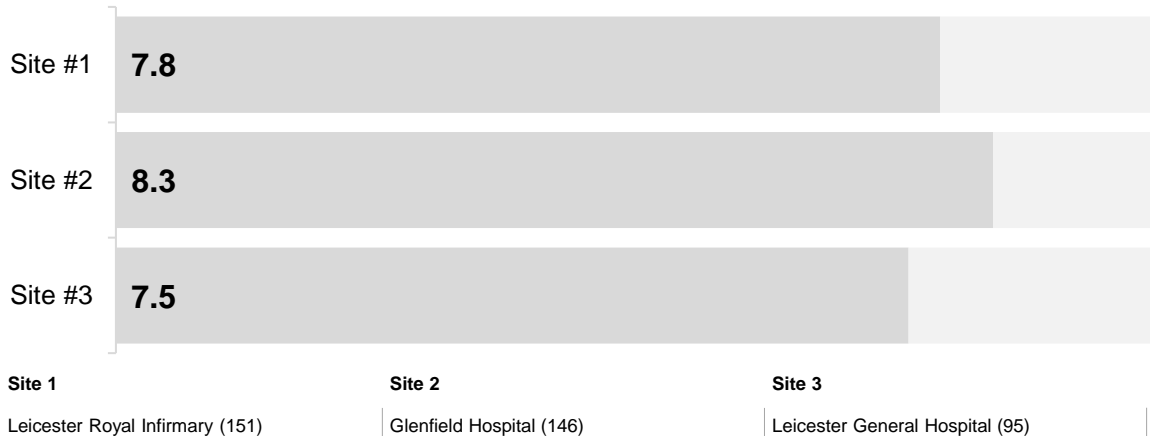 Site #1 7.8
Site #2 8.3
Site #3 7.5
Site 1 Site 2 Site 3
Leicester Royal Infirmary (151) Glenfield Hospital (146) Leicester General Hospital (95)